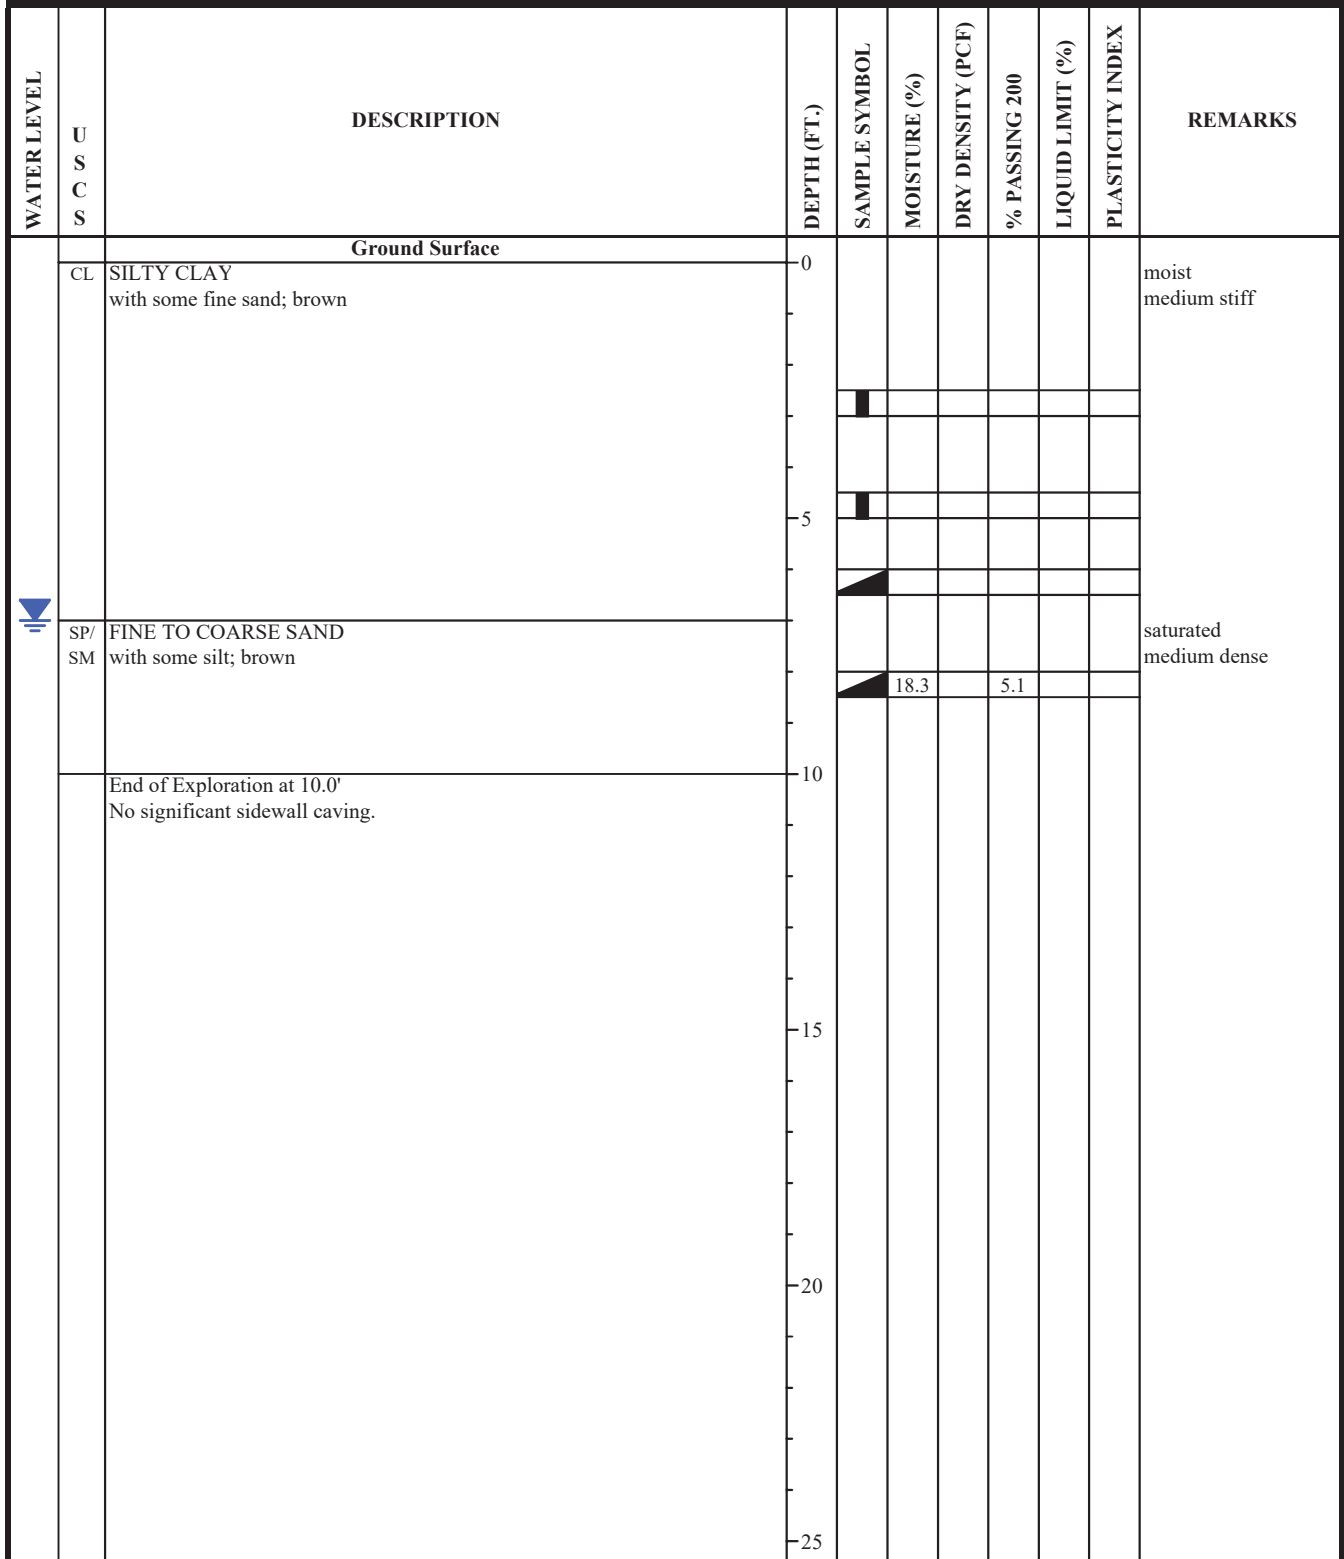 WATER LEVEL
U
S
C
S
DESCRIPTION
DEPTH (FT.)
SAMPLE SYMBOL
MOISTURE (%)
DRY DENSITY (PCF)
% PASSING 200
LIQUID LIMIT (%)
PLASTICITY INDEX
REMARKS
Ground Surface
0
CL SILTY CLAY moist
with some fine sand; brown medium stiff
5
SP/ FINE TO COARSE SAND saturated
SM with some silt; brown medium dense
18.3 5.1
10
End of Exploration at 10.0'
No significant sidewall caving.
15
20
25